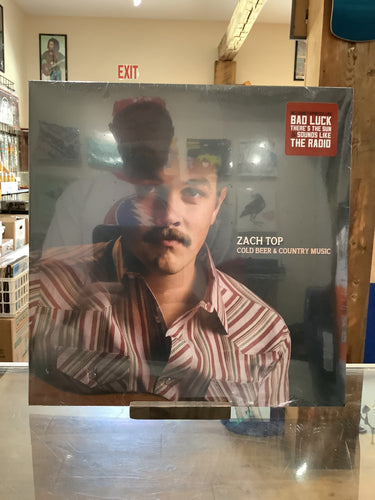 EXIT
BAD LUCK
THERE'S THE SUN
SOUNDS LIKE
THE RADIO
ZACH TOP
COLD BEER & COUNTRY MUSIC